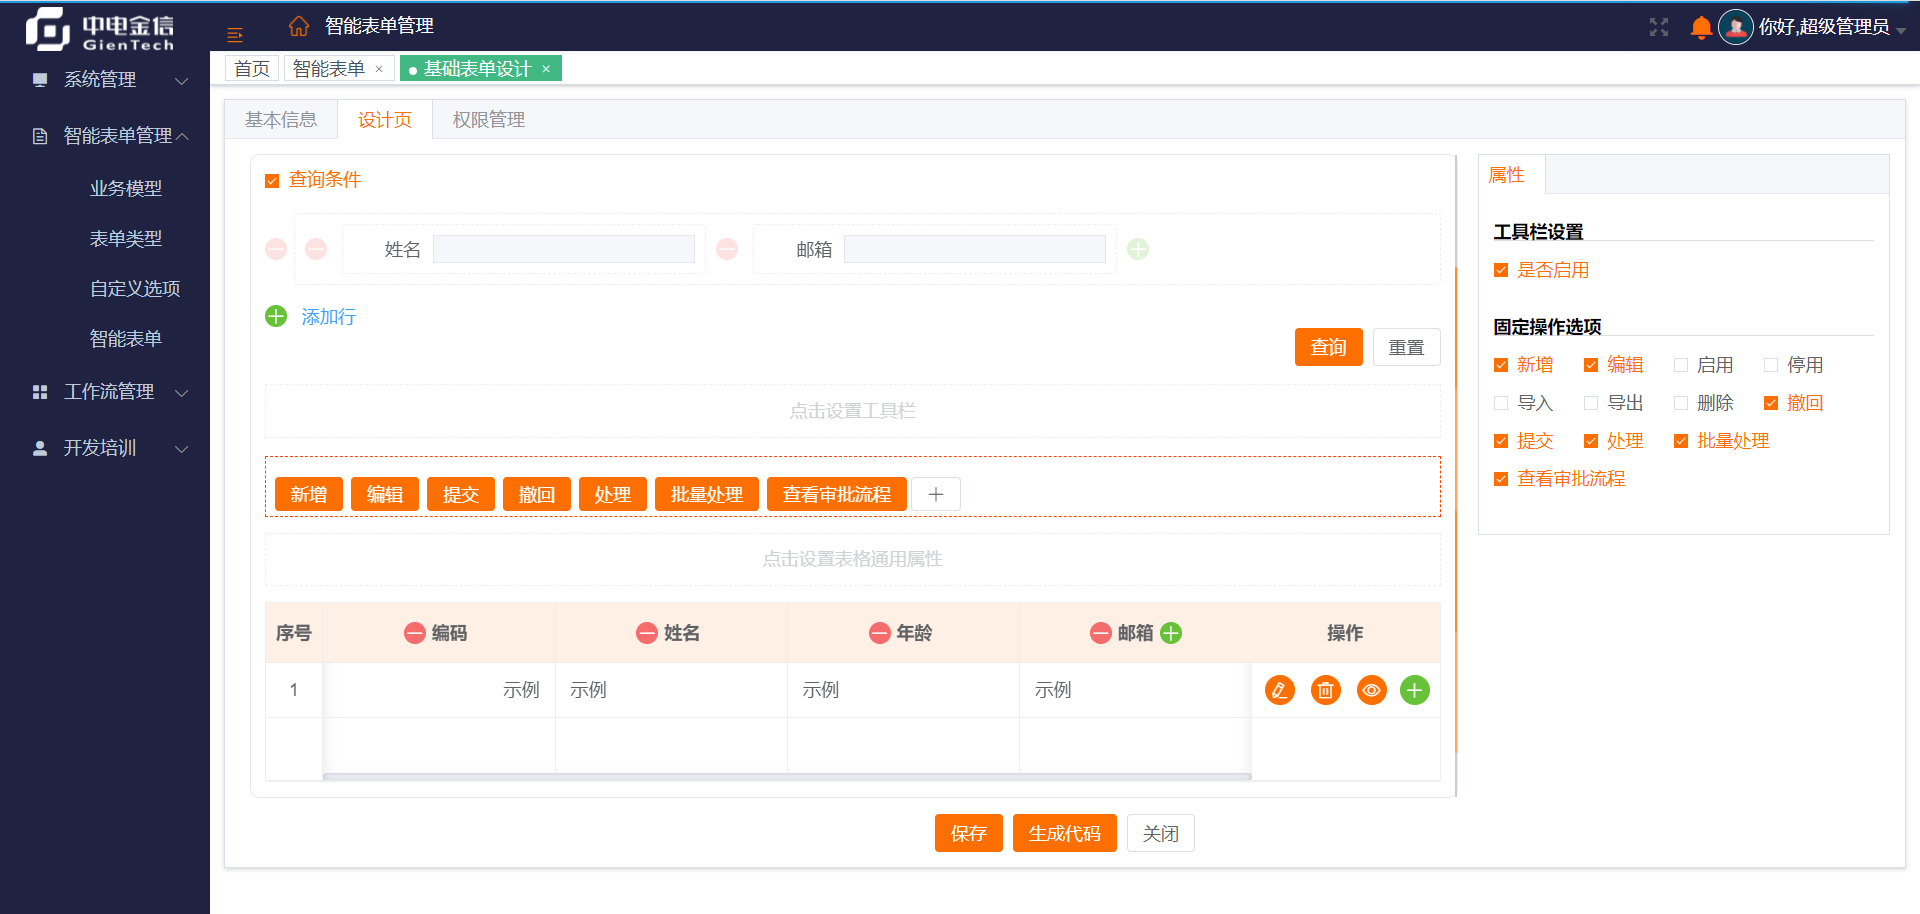 中电金信
GienTech
智能表单管理
你好,超级管理员
系统管理
智能表单管理
业务模型
表单类型
自定义选项
智能表单
工作流管理
开发培训
首页
智能表单 ×
基础表单设计 ×
基本信息
设计页
权限管理
查询条件
姓名
邮箱
添加行
查询
重置
点击设置工具栏
新增
编辑
提交
撤回
处理
批量处理
查看审批流程
点击设置表格通用属性
序号
编码
姓名
年龄
邮箱
操作
1
示例
示例
示例
示例
保存
生成代码
关闭
属性
工具栏设置
是否启用
固定操作选项
新增
编辑
启用
停用
导入
导出
删除
撤回
提交
处理
批量处理
查看审批流程